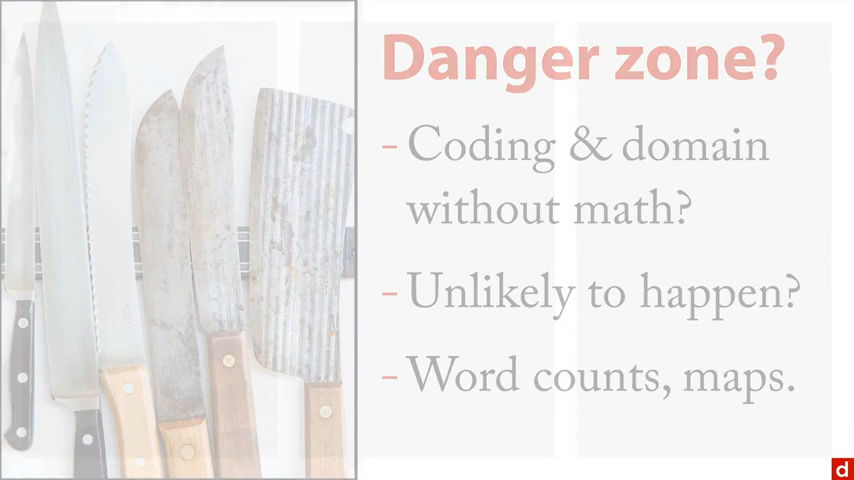 Danger zone?
- Coding & domain
without math?
- Unlikely to happen?
- Word counts, maps.
d